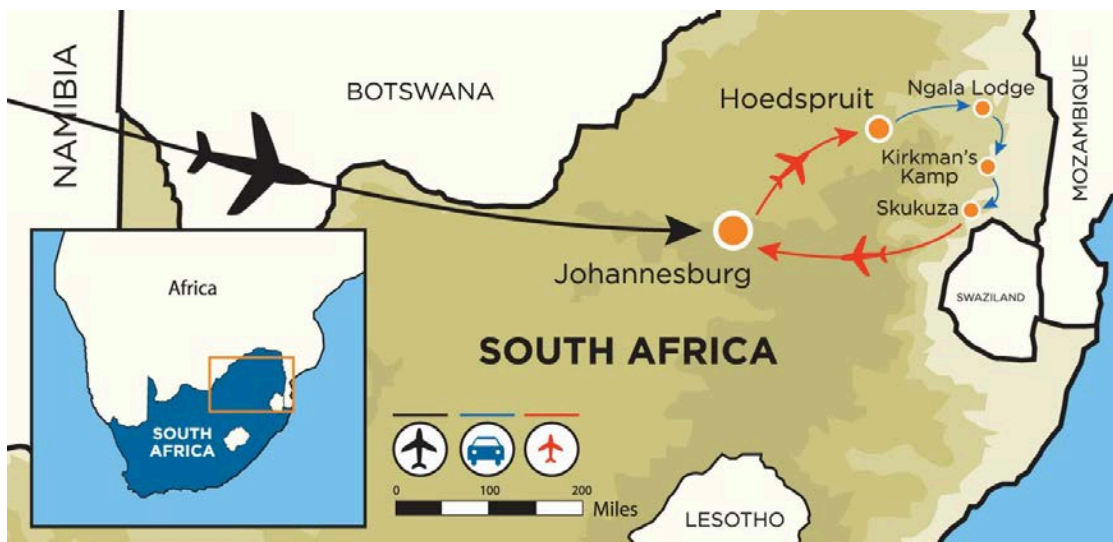 NAMIBIA
BOTSWANA
Hoedspruit
Ngala Lodge
Kirkman's
Kamp
Skukuza
MOZAMBIQUE
Johannesburg
SWAZILAND
SOUTH AFRICA
Africa
SOUTH
AFRICA
0 100 200
Miles
LESOTHO